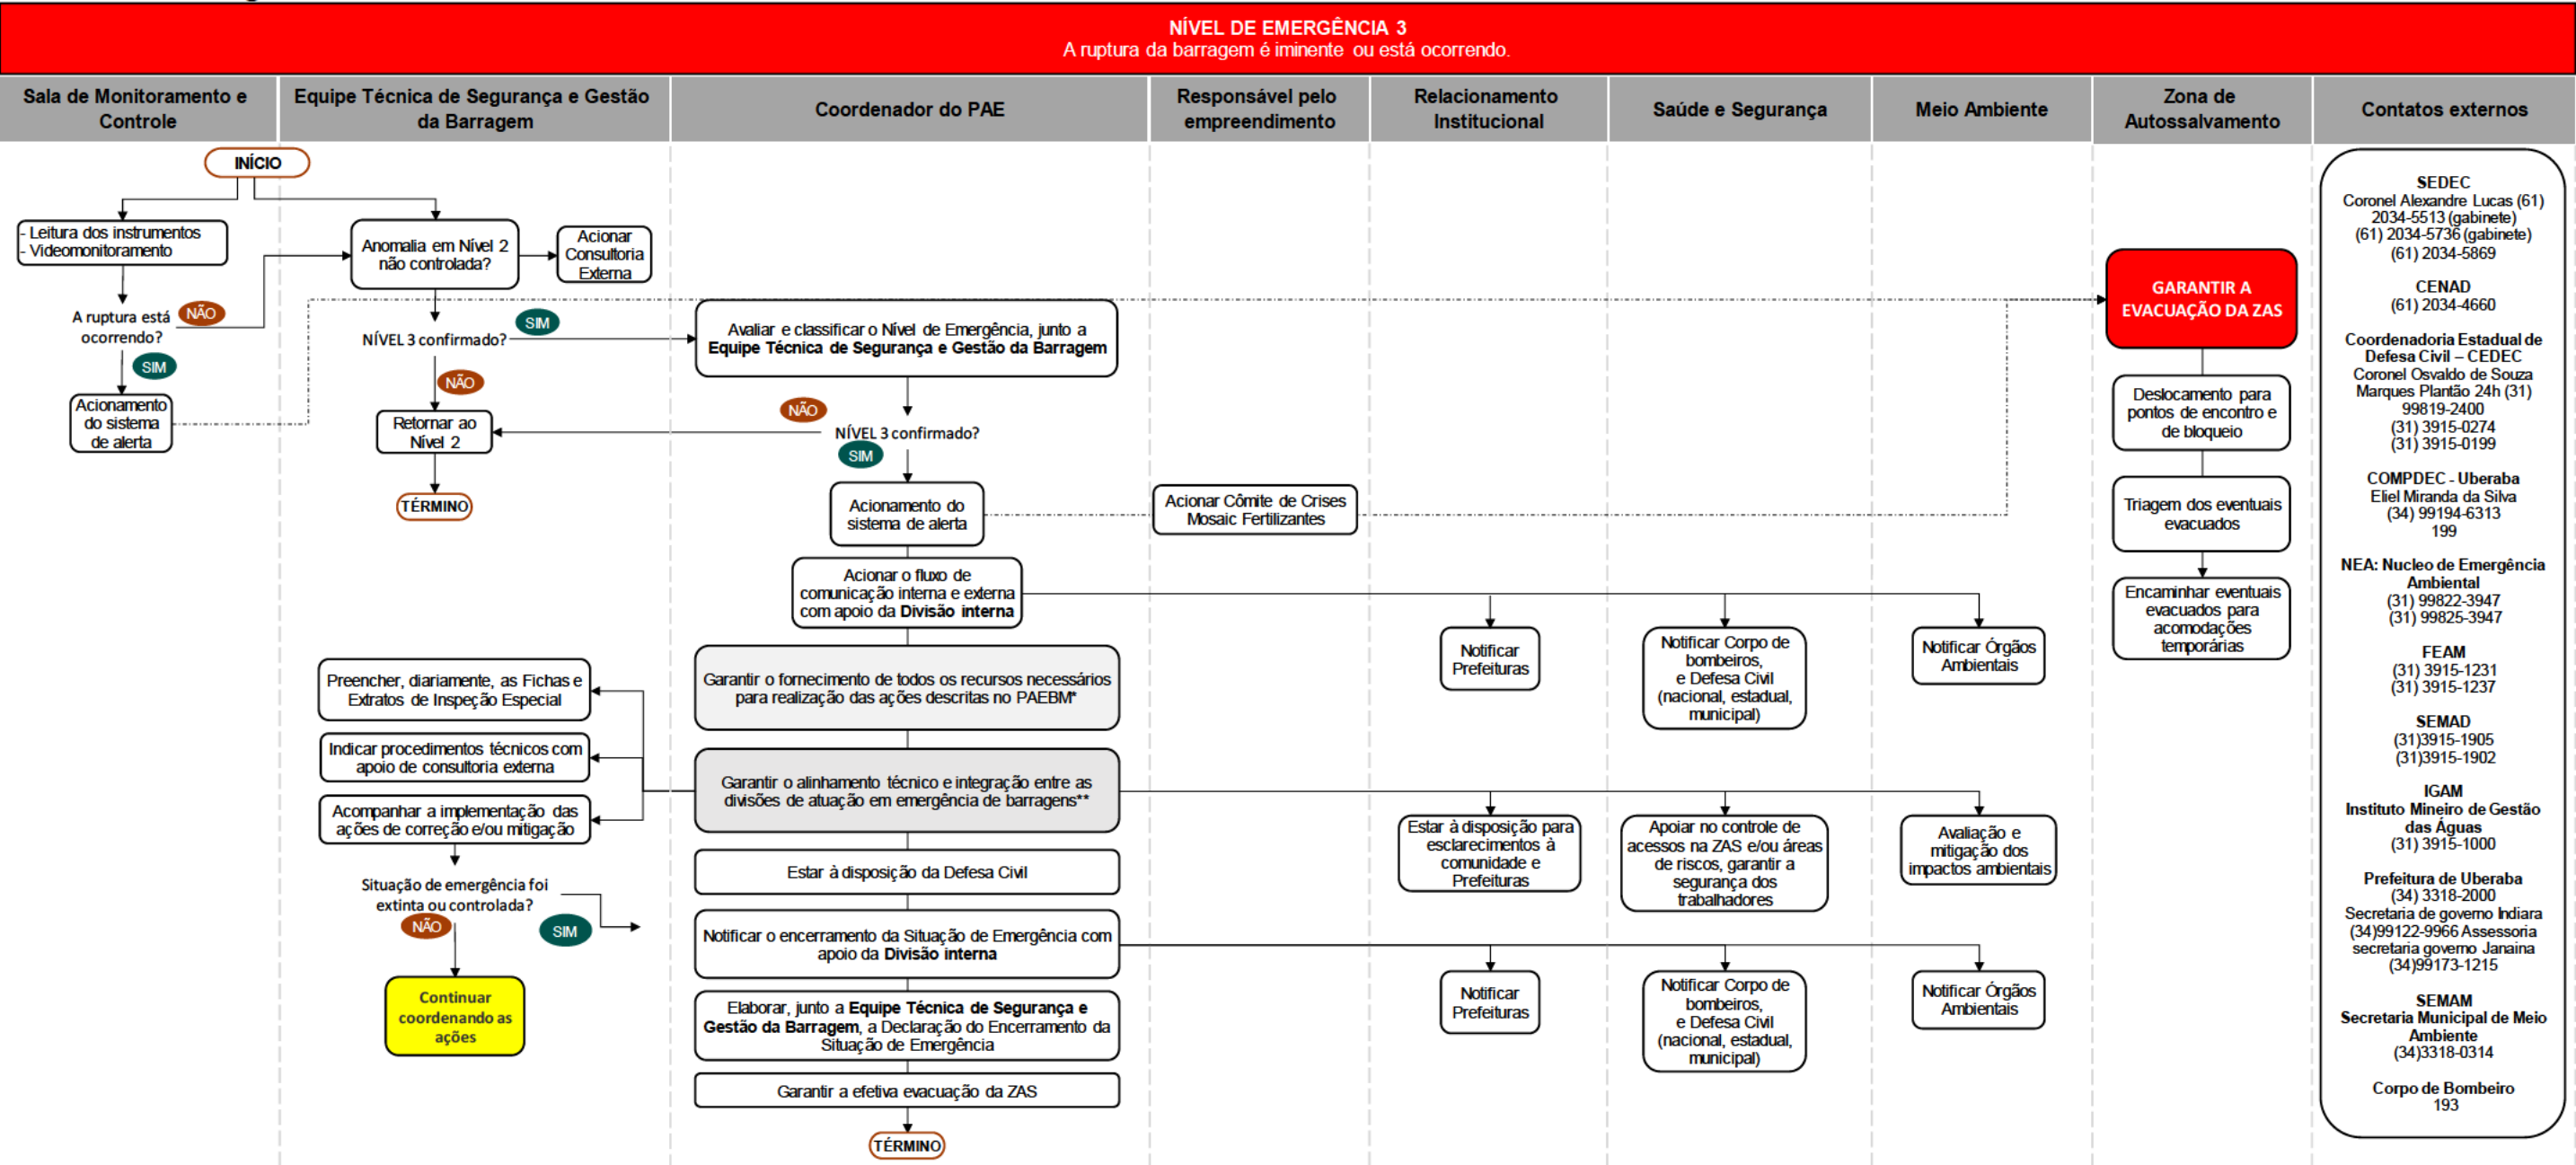 NÍVEL DE EMERGÊNCIA 3
A ruptura da barragem é iminente ou está ocorrendo.
Sala de Monitoramento e
Controle
Equipe Técnica de Segurança e Gestão
da Barragem
Coordenador do PAE
Responsável pelo
empreendimento
Relacionamento
Institucional
Saúde e Segurança
Meio Ambiente
Zona de
Autossalvamento
Contatos externos
INÍCIO
- Leitura dos instrumentos
- Videomonitoramento
A ruptura está
ocorrendo?
NÃO
SIM
Acionamento
do sistema
de alerta
Anomalia em Nível 2
não controlada?
Acionar
Consultoria
Externa
NÍVEL 3 confirmado?
SIM
NÃO
Retornar ao
Nível 2
TÉRMINO
Preencher, diariamente, as Fichas e
Extratos de Inspeção Especial
Indicar procedimentos técnicos com
apoio de consultoria externa
Acompanhar a implementação das
ações de correção e/ou mitigação
Situação de emergência foi
extinta ou controlada?
NÃO
SIM
Continuar
coordenando as
ações
Avaliar e classificar o Nível de Emergência, junto a
Equipe Técnica de Segurança e Gestão da Barragem
NÃO
NÍVEL 3 confirmado?
SIM
Acionamento do
sistema de alerta
Acionar o fluxo de
comunicação interna e externa
com apoio da Divisão interna
Garantir o fornecimento de todos os recursos necessários
para realização das ações descritas no PAEBM*
Garantir o alinhamento técnico e integração entre as
divisões de atuação em emergência de barragens**
Estar à disposição da Defesa Civil
Notificar o encerramento da Situação de Emergência com
apoio da Divisão interna
Elaborar, junto a Equipe Técnica de Segurança e
Gestão da Barragem, a Declaração do Encerramento da
Situação de Emergência
Garantir a efetiva evacuação da ZAS
TÉRMINO
Acionar Cômite de Crises
Mosaic Fertilizantes
Notificar
Prefeituras
Estar à disposição para
esclarecimentos à
comunidade e
Prefeituras
Notificar
Prefeituras
Notificar Corpo de
bombeiros,
e Defesa Civil
(nacional, estadual,
municipal)
Apoiar no controle de
acessos na ZAS e/ou áreas
de riscos, garantir a
segurança dos
trabalhadores
Notificar Corpo de
bombeiros,
e Defesa Civil
(nacional, estadual,
municipal)
Notificar Órgãos
Ambientais
Avaliação e
mitigação dos
impactos ambientais
Notificar Órgãos
Ambientais
GARANTIR A
EVACUAÇÃO DA ZAS
Deslocamento para
pontos de encontro e
de bloqueio
Triagem dos eventuais
evacuados
Encaminhar eventuais
evacuados para
acomodações
temporárias
SEDEC
Coronel Alexandre Lucas (61)
2034-5513 (gabinete)
(61) 2034-5736 (gabinete)
(61) 2034-5869
CENAD
(61) 2034-4660
Coordenadoria Estadual de
Defesa Civil – CEDEC
Coronel Osvaldo de Souza
Marques Plantão 24h (31)
99819-2400
(31) 3915-0274
(31) 3915-0199
COMPDEC - Uberaba
Eliel Miranda da Silva
(34) 99194-6313
199
NEA: Nucleo de Emergência
Ambiental
(31) 99822-3947
(31) 99825-3947
FEAM
(31) 3915-1231
(31) 3915-1237
SEMAD
(31)3915-1905
(31)3915-1902
IGAM
Instituto Mineiro de Gestão
das Águas
(31) 3915-1000
Prefeitura de Uberaba
(34) 3318-2000
Secretaria de governo Indiara
(34)99122-9966 Assessoria
secretaria governo Janaina
(34)99173-1215
SEMAM
Secretaria Municipal de Meio
Ambiente
(34)3318-0314
Corpo de Bombeiro
193